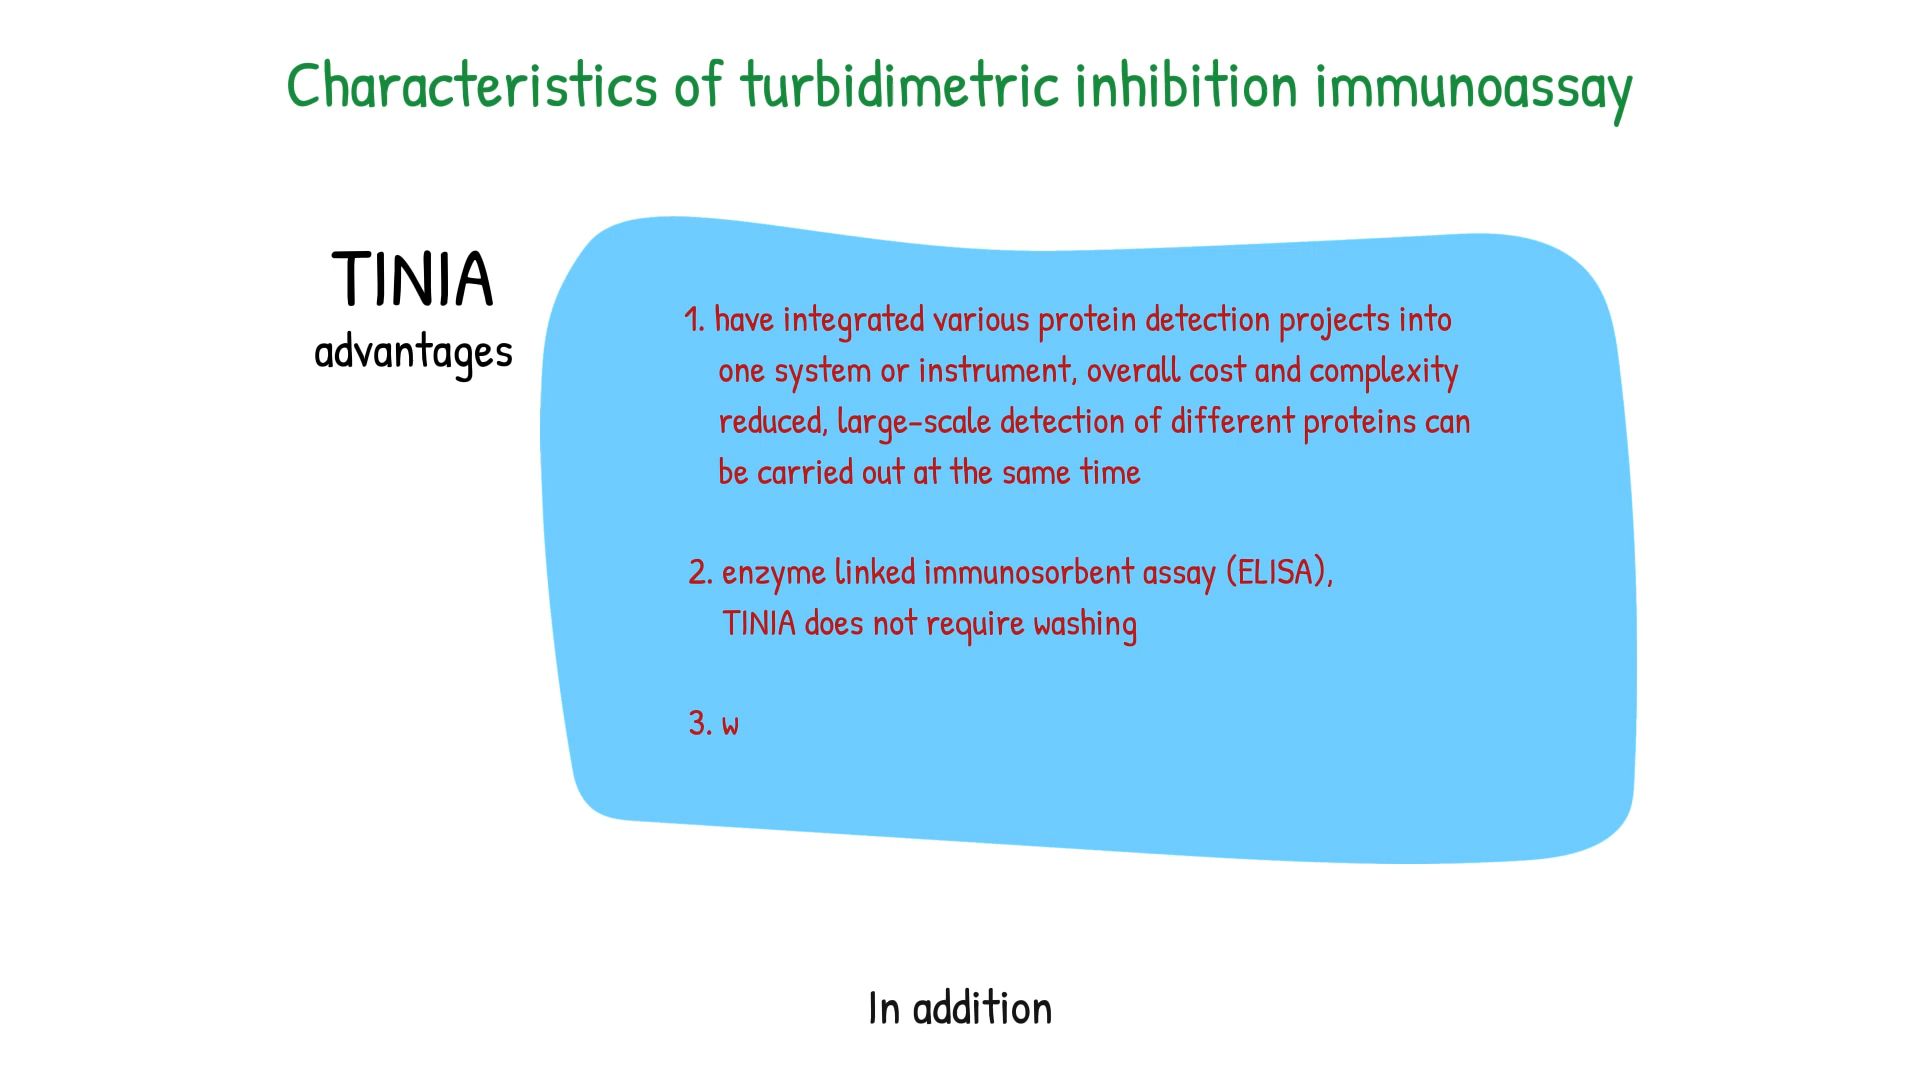 Characteristics of turbidimetric inhibition immunoassay
TINIA
advantages
1. have integrated various protein detection projects into
one system or instrument, overall cost and complexity
reduced, large-scale detection of different proteins can
be carried out at the same time
2. enzyme linked immunosorbent assay (ELISA),
TINIA does not require washing
3. w
In addition